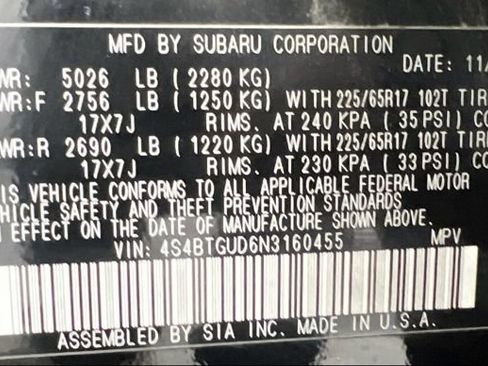 MFD BY SUBARU CORPORATION
DATE: 11/
WR: 5026 LB (2280 KG)
WR:F 2756 LB (1250 KG) WITH 225/65R17 102T TIRE
17X7J RIMS. AT 240 KPA (35 PSI) CO
WR:R 2690 LB (1220 KG) WITH 225/65R17 102T TIRE
17X7J RIMS. AT 230 KPA (33 PSI) CO
IS VEHICLE CONFORMS TO ALL APPLICABLE FEDERAL MOTOR
EHICLE SAFETY AND THEFT PREVENTION STANDARDS
EFFECT ON THE DATE OF MANUFACTURE SHOWN ABOVE.
VIN: 4S4BTGUD6N3160455 MPV
ASSEMBLED BY SIA INC. MADE IN U.S.A.